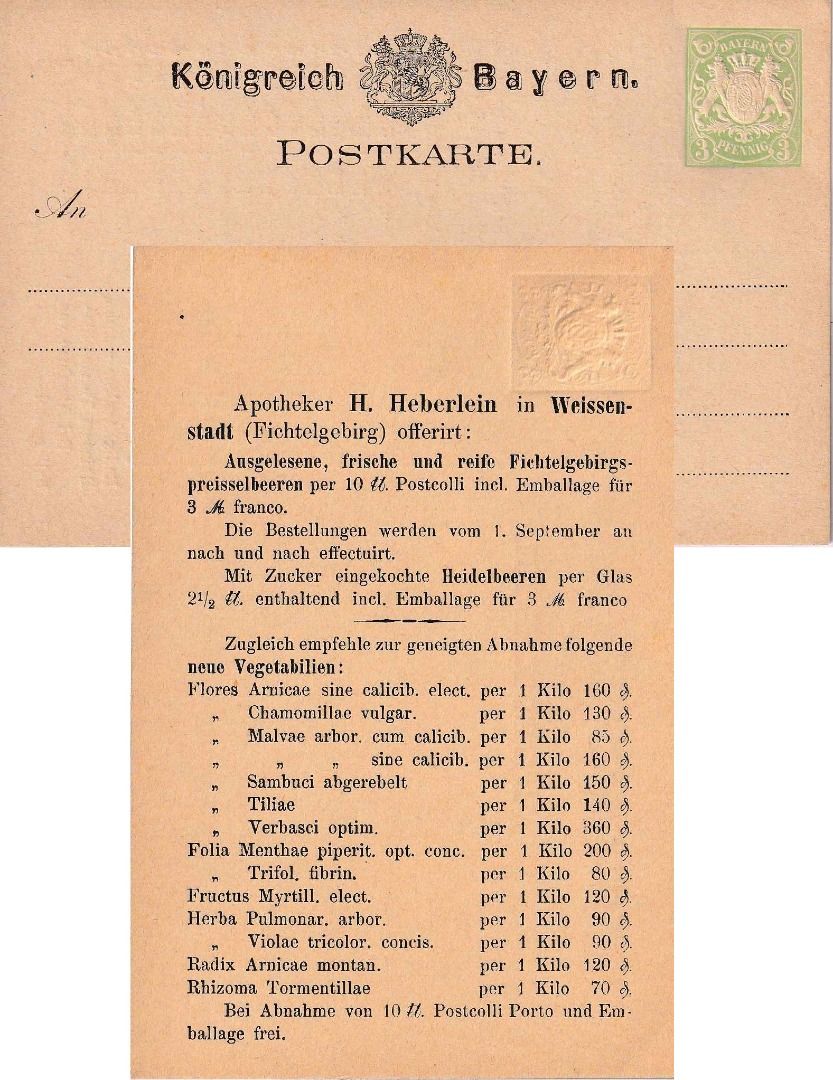 Königreich Bayern.
BAYERN
3 PFENNIG 3
POSTKARTE.
An
Apotheker H. Heberlein in Weissen-
stadt (Fichtelgebirg) offerirt:
Ausgelesene, frische und reife Fichtelgebirgs-
preisselbeeren per 10 ℔. Postcolli incl. Emballage für
3 ℳ franco.
Die Bestellungen werden vom 1. September an
nach und nach effectuirt.
Mit Zucker eingekochte Heidelbeeren per Glas
2¹/₂ ℔. enthaltend incl. Emballage für 3 ℳ franco
Zugleich empfehle zur geneigten Abnahme folgende
neue Vegetabilien:
Flores Arnicae sine calicib. elect. per 1 Kilo 160 ₰.
„ Chamomillae vulgar. per 1 Kilo 130 ₰.
„ Malvae arbor. cum calicib. per 1 Kilo 85 ₰.
„ „ „ sine calicib. per 1 Kilo 160 ₰.
„ Sambuci abgerebelt per 1 Kilo 150 ₰.
„ Tiliae per 1 Kilo 140 ₰.
„ Verbasci optim. per 1 Kilo 360 ₰.
Folia Menthae piperit. opt. conc. per 1 Kilo 200 ₰.
„ Trifol. fibrin. per 1 Kilo 80 ₰.
Fructus Myrtill. elect. per 1 Kilo 120 ₰.
Herba Pulmonar. arbor. per 1 Kilo 90 ₰.
„ Violae tricolor. concis. per 1 Kilo 90 ₰.
Radix Arnicae montan. per 1 Kilo 120 ₰.
Rhizoma Tormentillae per 1 Kilo 70 ₰.
Bei Abnahme von 10 ℔. Postcolli Porto und Em-
ballage frei.